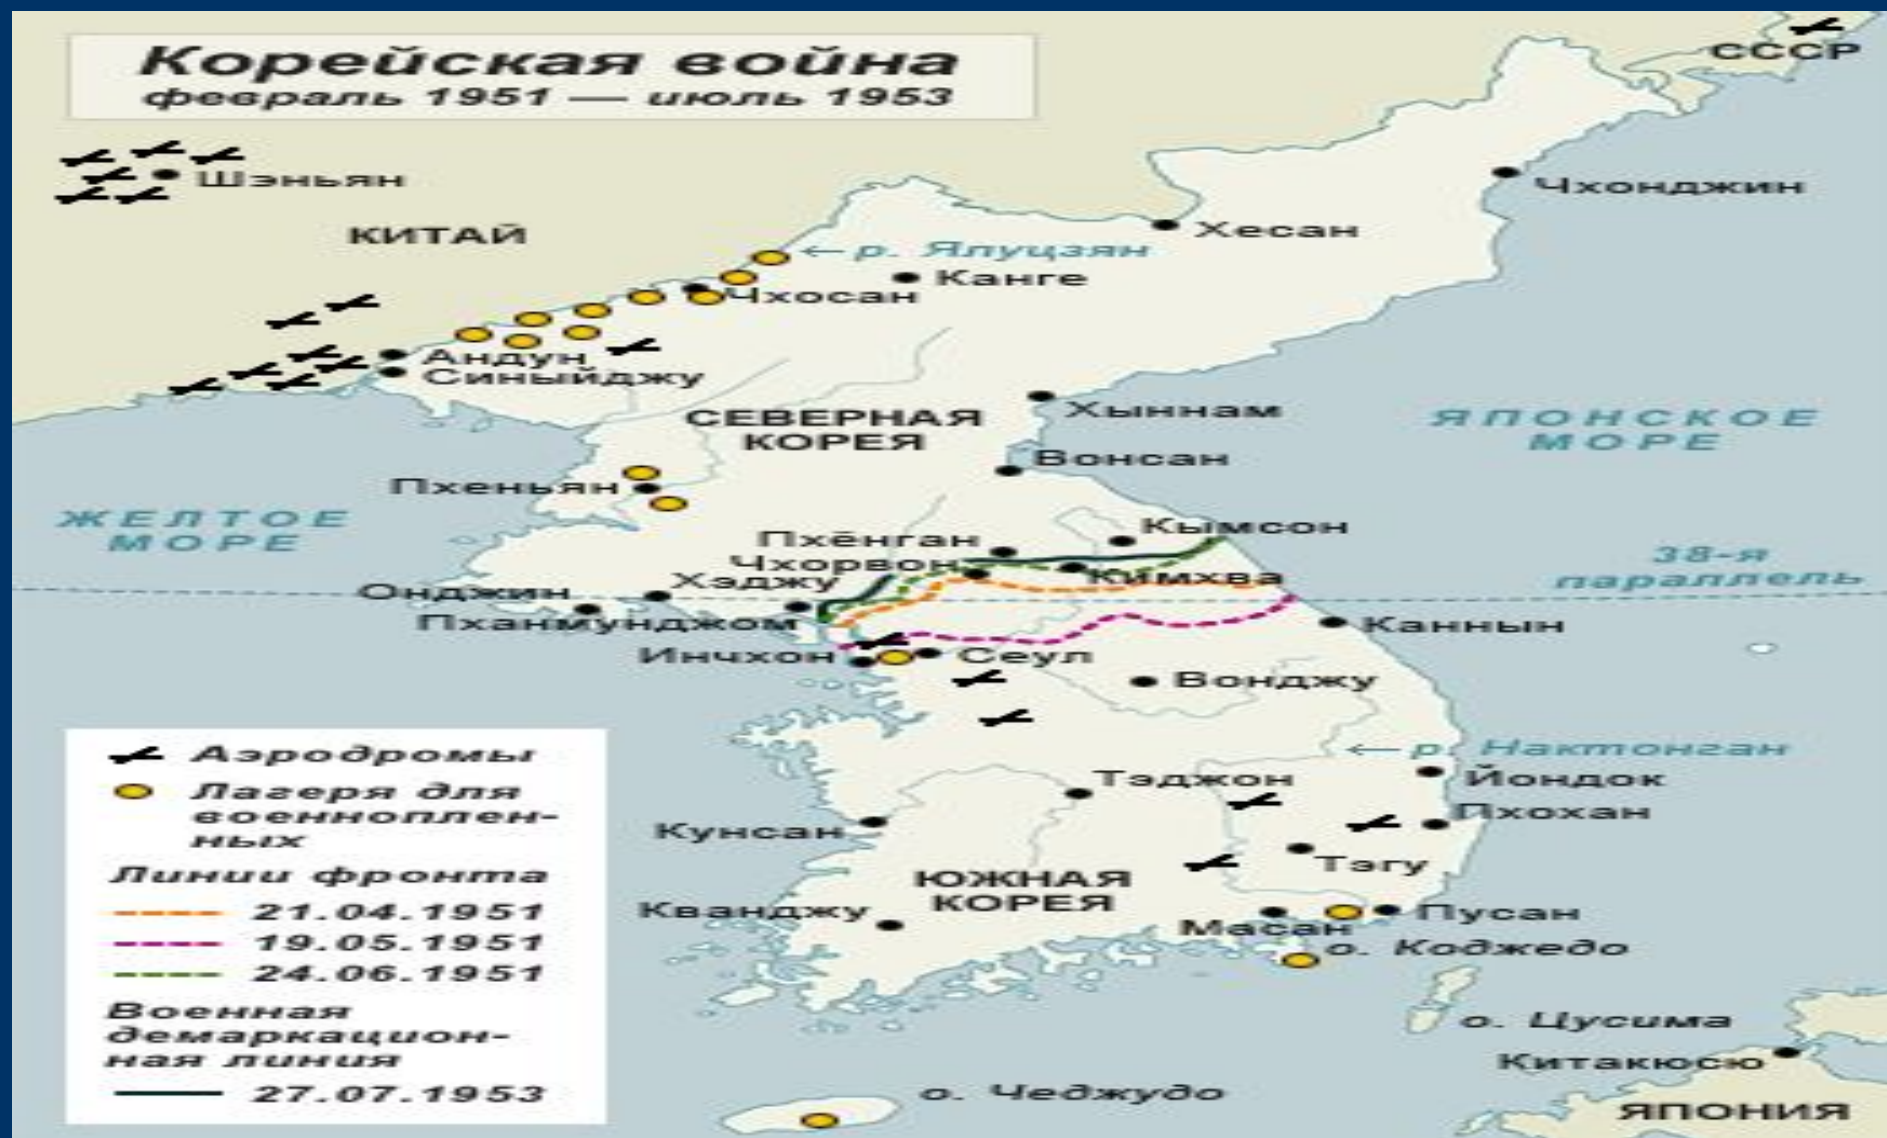 Корейская война
февраль 1951 — июль 1953
СССР
Шэньян
Чхонджин
КИТАЙ
Хесан
← р. Ялуцзян
Канге
Чхосан
Андун
Синыйджу
СЕВЕРНАЯ
КОРЕЯ
Хыннам
ЯПОНСКОЕ
МОРЕ
Вонсан
Пхеньян
ЖЕЛТОЕ
МОРЕ
Кымсон
Пхёнган
Чхорвон
38-я
параллель
Хэджу
Кимхва
Онджин
Пханмунджом
Каннын
Инчхон
Сеул
Вонджу
← р. Нактонган
Тэджон
Йондок
Пхохан
Кунсан
Тэгу
ЮЖНАЯ
КОРЕЯ
Кванджу
Масан
Пусан
о. Коджедо
о. Цусима
Китакюсю
о. Чеджудо
ЯПОНИЯ
Аэродромы
Лагеря для
военноплен-
ных
Линии фронта
21.04.1951
19.05.1951
24.06.1951
Военная
демаркацион-
ная линия
27.07.1953